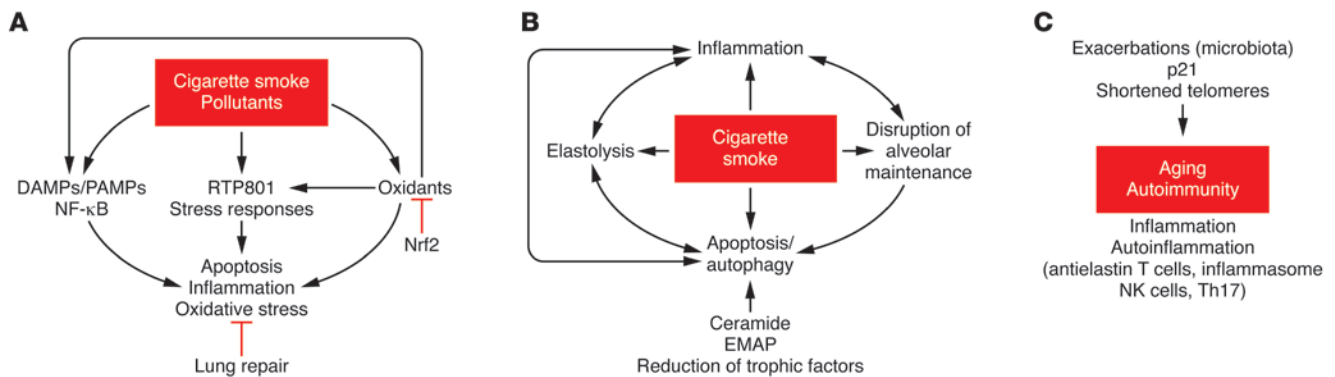 A
Cigarette smoke
Pollutants
DAMPs/PAMPs
NF-κB
RTP801
Stress responses
Oxidants
Nrf2
Apoptosis
Inflammation
Oxidative stress
Lung repair
B
Inflammation
Elastolysis
Cigarette
smoke
Disruption of
alveolar
maintenance
Apoptosis/
autophagy
Ceramide
EMAP
Reduction of trophic factors
C
Exacerbations (microbiota)
p21
Shortened telomeres
Aging
Autoimmunity
Inflammation
Autoinflammation
(antielastin T cells, inflammasome
NK cells, Th17)